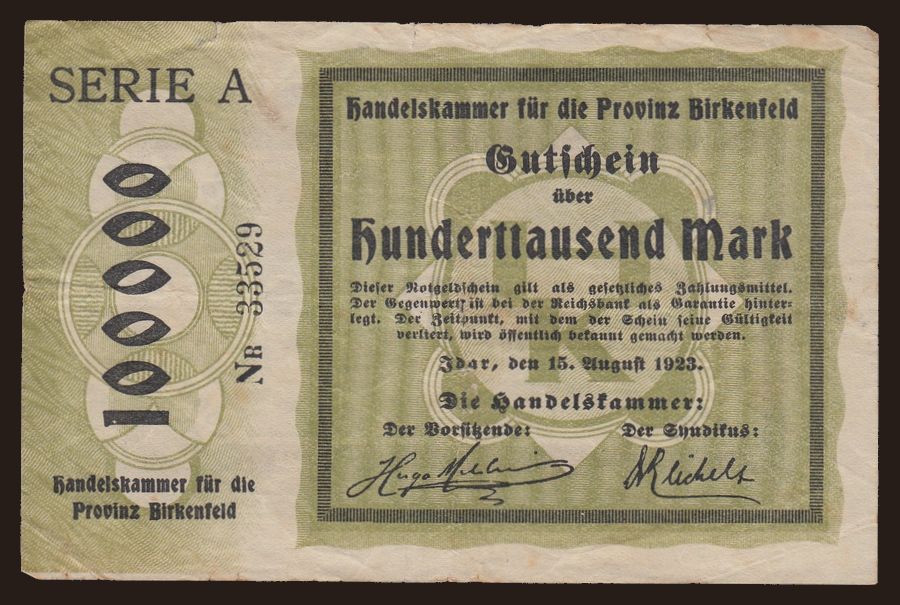 SERIE A
100000
NR 33529
Handelskammer für die
Provinz Birkenfeld
Handelskammer für die Provinz Birkenfeld
Gutschein
über
Hunderttausend Mark
Dieser Notgeldschein gilt als gesetzliches Zahlungsmittel.
Der Gegenwert ist bei der Reichsbank als Garantie hinter-
legt. Der Zeitpunkt, mit dem der Schein seine Gültigkeit
verliert, wird öffentlich bekannt gemacht werden.
Idar, den 15. August 1923.
Die Handelskammer:
Der Vorsitzende: Der Syndikus:
Hugo